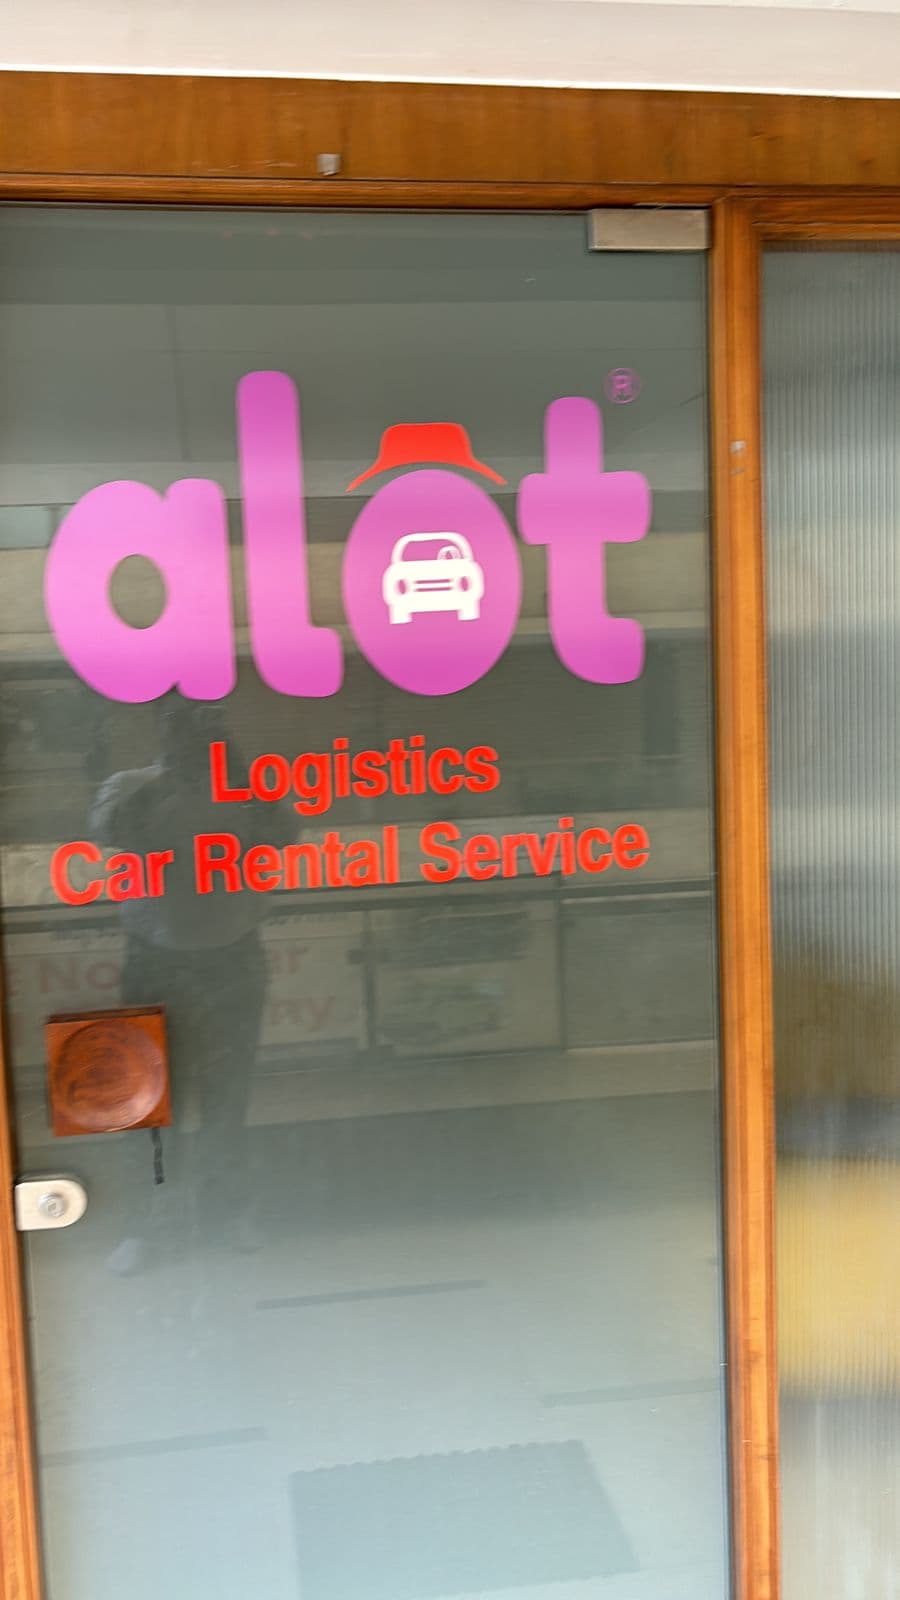 alot®
Logistics
Car Rental Service